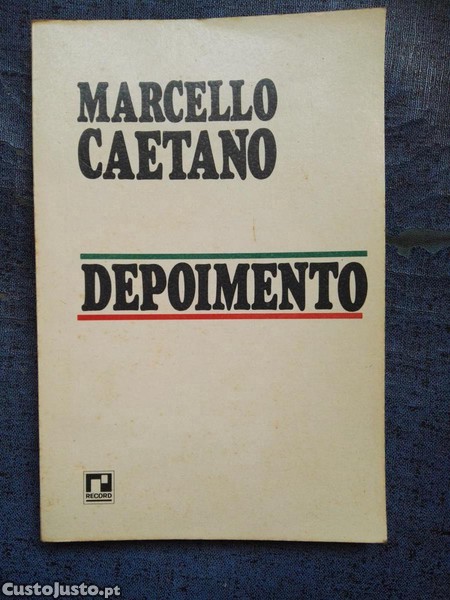 MARCELLO
CAETANO
DEPOIMENTO
RECORD
CustoJusto.pt